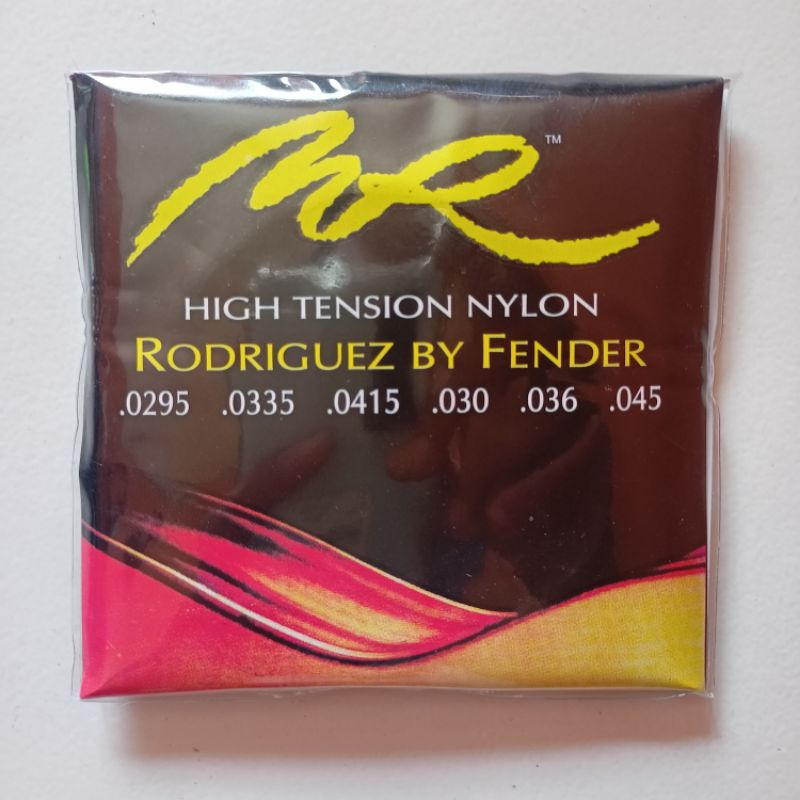 MR™
HIGH TENSION NYLON
RODRIGUEZ BY FENDER
.0295 .0335 .0415 .030 .036 .045